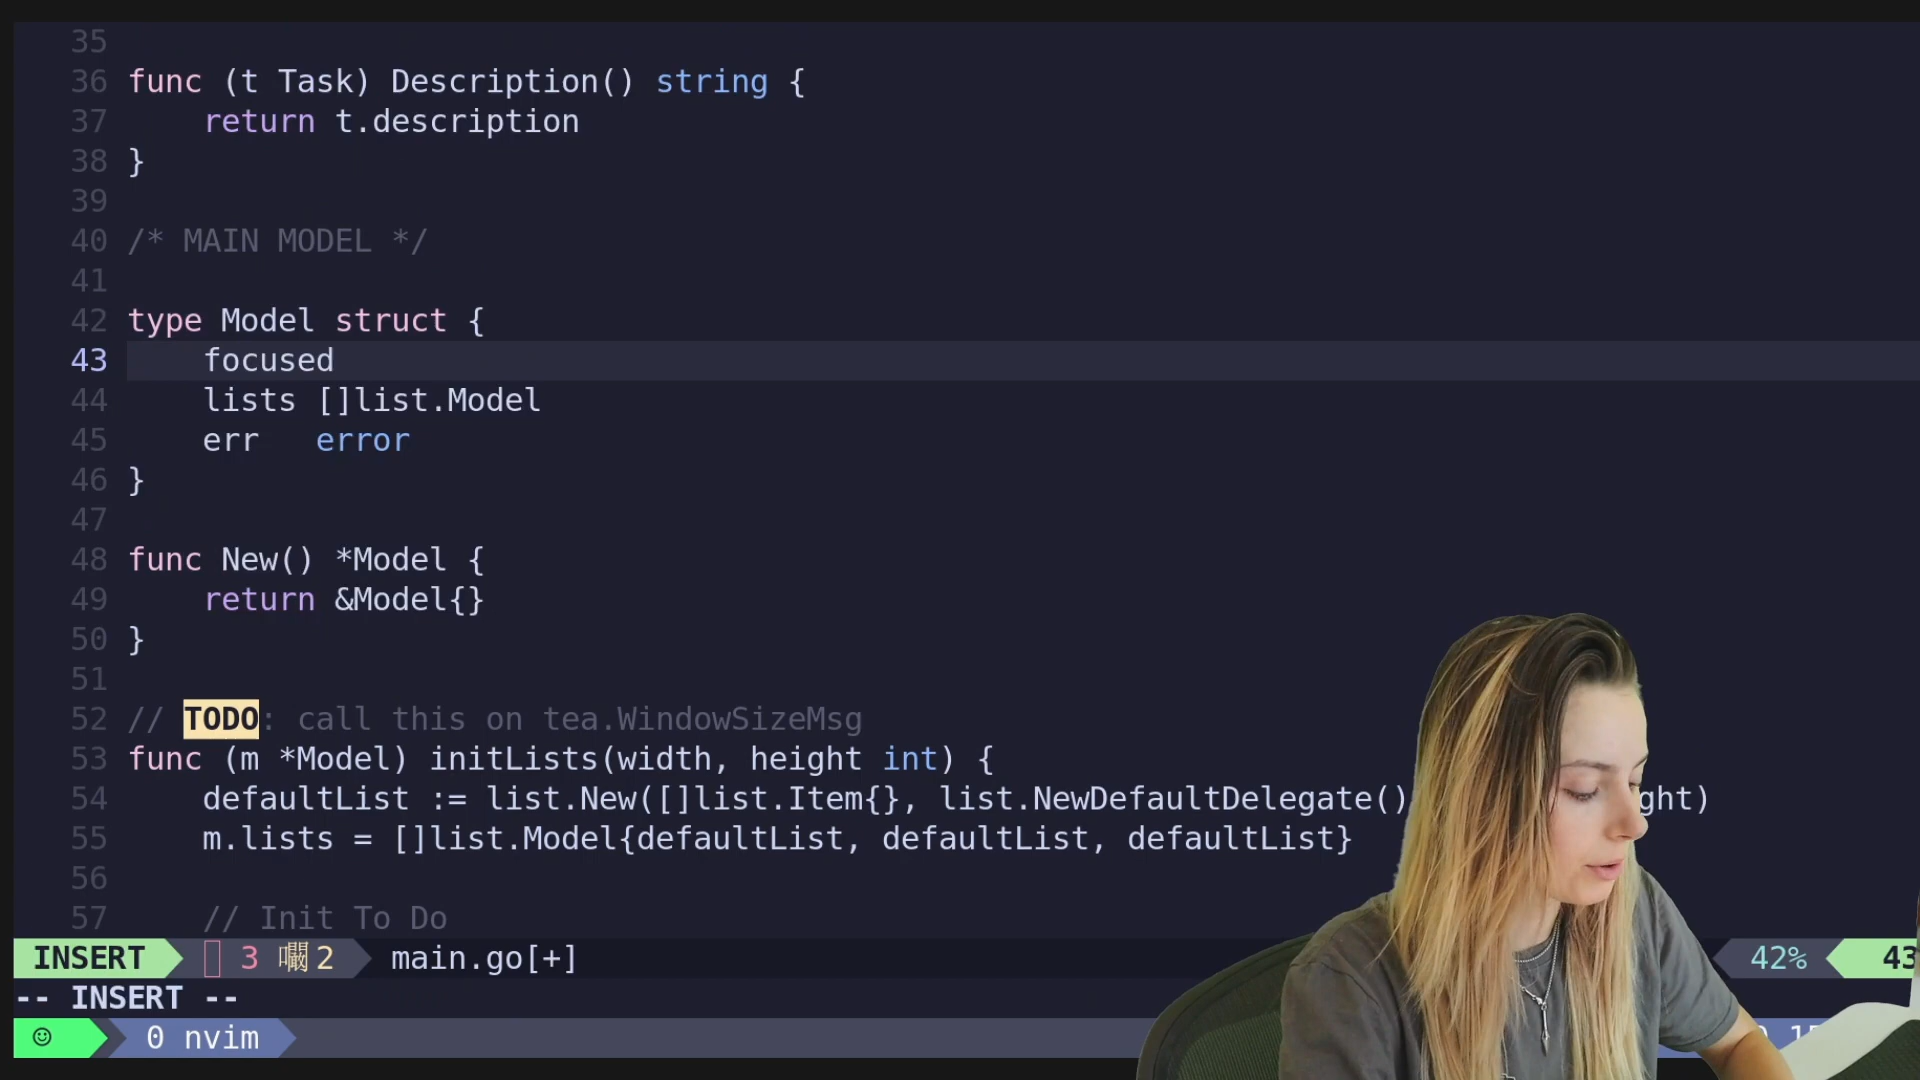 35
36 func (t Task) Description() string {
37     return t.description
38 }
39
40 /* MAIN MODEL */
41
42 type Model struct {
43     focused
44     lists []list.Model
45     err   error
46 }
47
48 func New() *Model {
49     return &Model{}
50 }
51
52 // TODO: call this on tea.WindowSizeMsg
53 func (m *Model) initLists(width, height int) {
54     defaultList := list.New([]list.Item{}, list.NewDefaultDelegate() ght)
55     m.lists = []list.Model{defaultList, defaultList, defaultList}
56
57     // Init To Do
INSERT 3 2 main.go[+] 42% 43
-- INSERT --
0 nvim